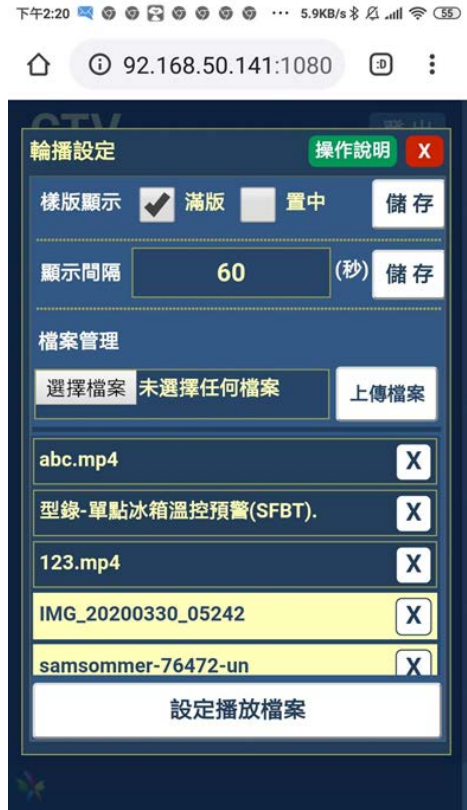 下午2:20 ... 5.9KB/s 55
92.168.50.141:1080 :D
CTV 登出
輪播設定 操作說明 X
樣版顯示 滿版 置中 儲存
顯示間隔 60 (秒) 儲存
檔案管理
選擇檔案 未選擇任何檔案 上傳檔案
abc.mp4 X
型錄-單點冰箱溫控預警(SFBT). X
123.mp4 X
IMG_20200330_05242 X
samsommer-76472-un X
設定播放檔案